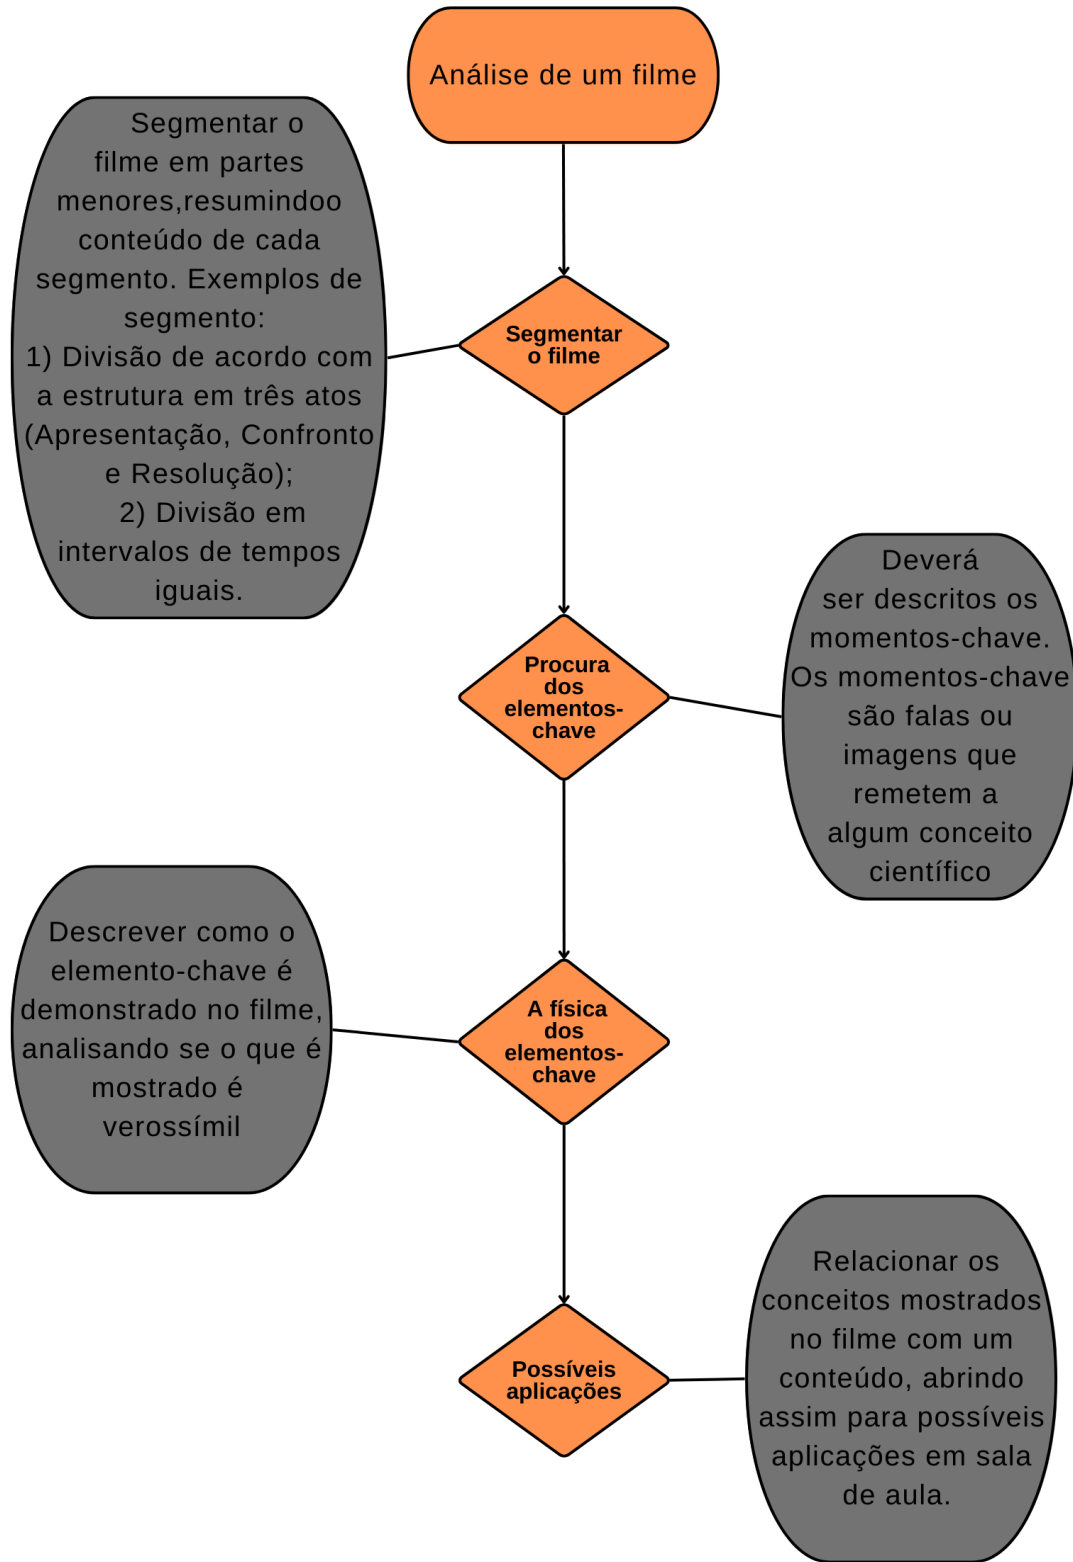 Análise de um filme
Segmentar o
filme em partes
menores,resumindoo
conteúdo de cada
segmento. Exemplos de
segmento:
1) Divisão de acordo com
a estrutura em três atos
(Apresentação, Confronto
e Resolução);
2) Divisão em
intervalos de tempos
iguais.
Segmentar
o filme
Procura
dos
elementos-
chave
Deverá
ser descritos os
momentos-chave.
Os momentos-chave
são falas ou
imagens que
remetem a
algum conceito
científico
Descrever como o
elemento-chave é
demonstrado no filme,
analisando se o que é
mostrado é
verossímil
A física
dos
elementos-
chave
Possíveis
aplicações
Relacionar os
conceitos mostrados
no filme com um
conteúdo, abrindo
assim para possíveis
aplicações em sala
de aula.